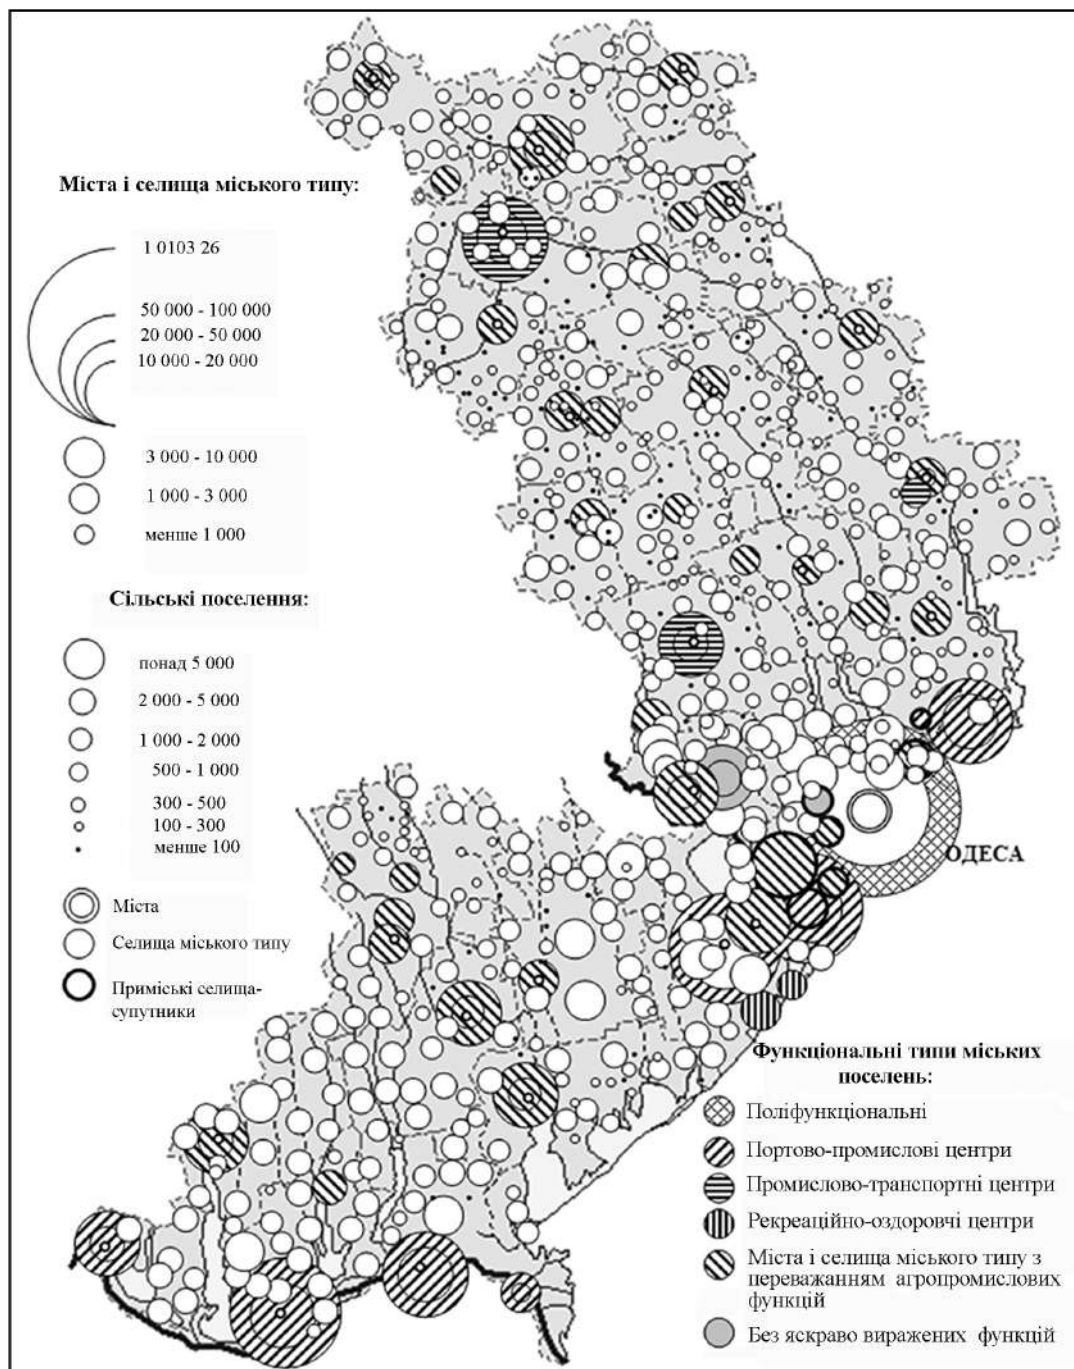 Міста і селища міського типу:
1 0103 26
50 000 - 100 000
20 000 - 50 000
10 000 - 20 000
3 000 - 10 000
1 000 - 3 000
менше 1 000
Сільські поселення:
понад 5 000
2 000 - 5 000
1 000 - 2 000
500 - 1 000
300 - 500
100 - 300
менше 100
Міста
Селища міського типу
Приміські селища-
супутники
ОДЕСА
Функціональні типи міських
поселень:
Поліфункціональні
Портово-промислові центри
Промислово-транспортні центри
Рекреаційно-оздоровчі центри
Міста і селища міського типу з
переважанням агропромислових
функцій
Без яскраво виражених функцій